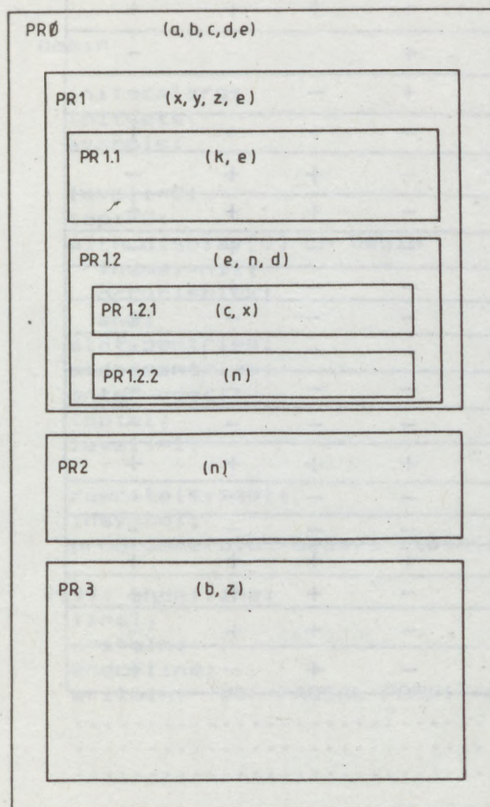 PRØ (a, b, c, d, e)
PR1 (x, y, z, e)
PR 1.1 (k, e)
PR 1.2 (e, n, d)
PR 1.2.1 (c, x)
PR 1.2.2 (n)
PR2 (n)
PR 3 (b, z)